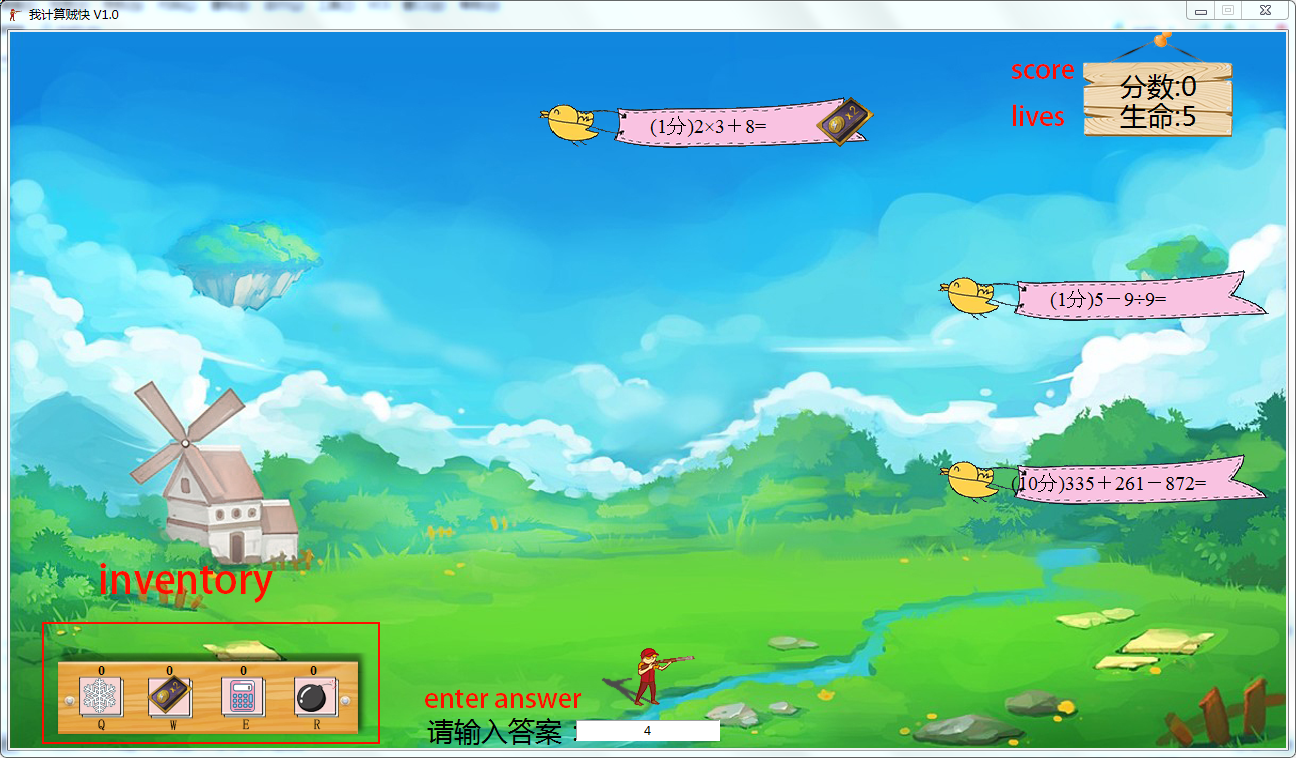 我计算贼快 V1.0
score
分数:0
lives
生命:5
(1分)2×3＋8=
x2
(1分)5－9÷9=
(10分)335＋261－872=
inventory
0 0 0 0
x2
Q W E R
enter answer
请输入答案：
4